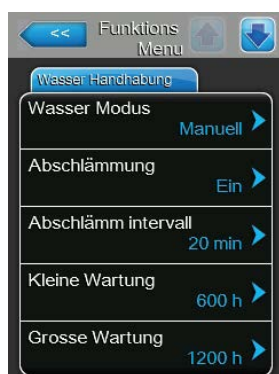 <<
Funktions
Menu
Wasser Handhabung
Wasser Modus
Manuell
Abschlämmung
Ein
Abschlämm intervall
20 min
Kleine Wartung
600 h
Grosse Wartung
1200 h